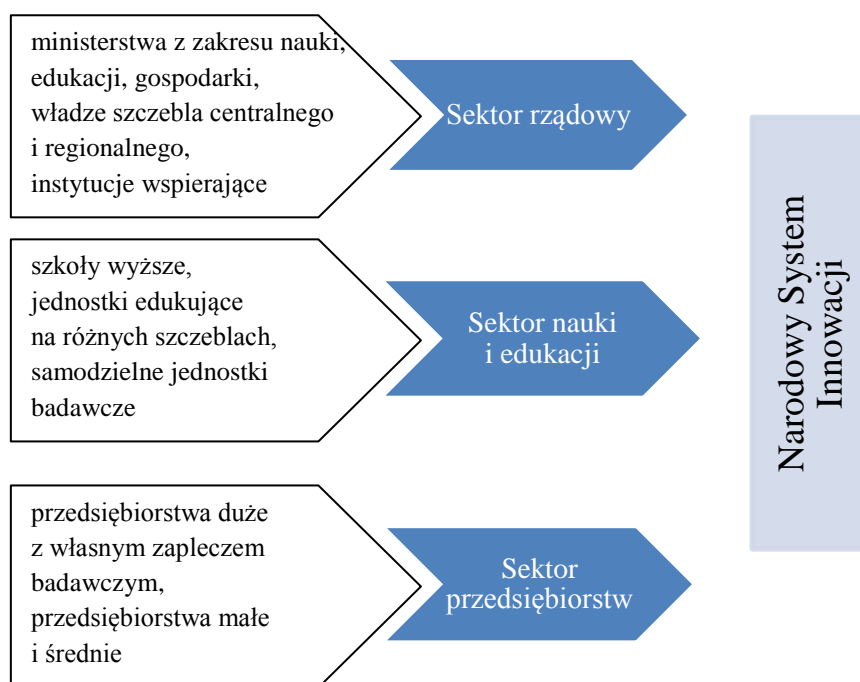 ministerstwa z zakresu nauki,
edukacji, gospodarki,
władze szczebla centralnego
i regionalnego,
instytucje wspierające
Sektor rządowy
szkoły wyższe,
jednostki edukujące
na różnych szczeblach,
samodzielne jednostki
badawcze
Sektor nauki
i edukacji
przedsiębiorstwa duże
z własnym zapleczem
badawczym,
przedsiębiorstwa małe
i średnie
Sektor
przedsiębiorstw
Narodowy System
Innowacji